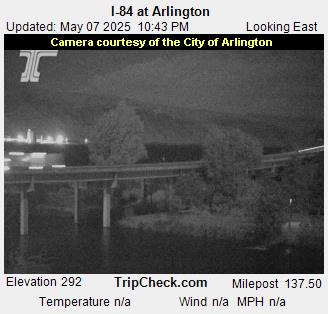 I-84 at Arlington
Updated: May 07 2025 10:43 PM Looking East
Camera courtesy of the City of Arlington
Elevation 292 TripCheck.com Milepost 137.50
Temperature n/a Wind n/a MPH n/a